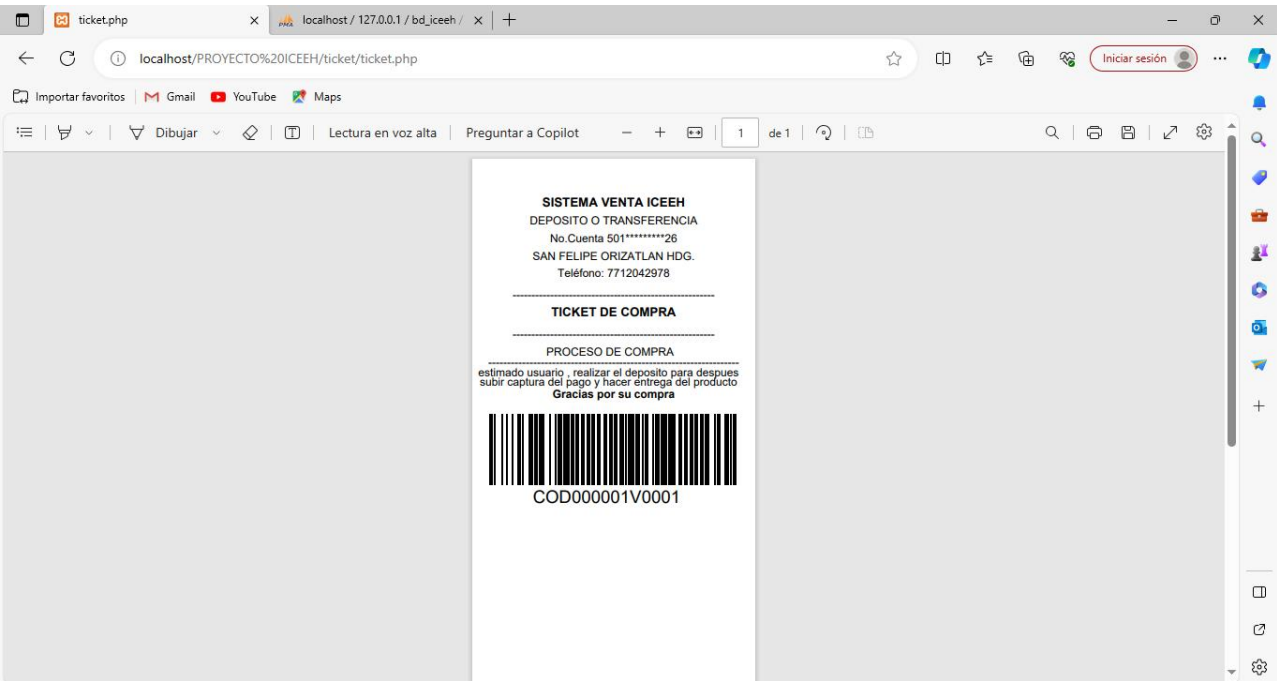 ticket.php
localhost / 127.0.0.1 / bd_iceeh /
localhost/PROYECTO%20ICEEH/ticket/ticket.php
Iniciar sesión
Importar favoritos
Gmail
YouTube
Maps
Dibujar
Lectura en voz alta
Preguntar a Copilot
1 de 1
SISTEMA VENTA ICEEH
DEPOSITO O TRANSFERENCIA
No.Cuenta 501*********26
SAN FELIPE ORIZATLAN HDG.
Teléfono: 7712042978
TICKET DE COMPRA
PROCESO DE COMPRA
estimado usuario , realizar el deposito para despues
subir captura del pago y hacer entrega del producto
Gracias por su compra
COD000001V0001